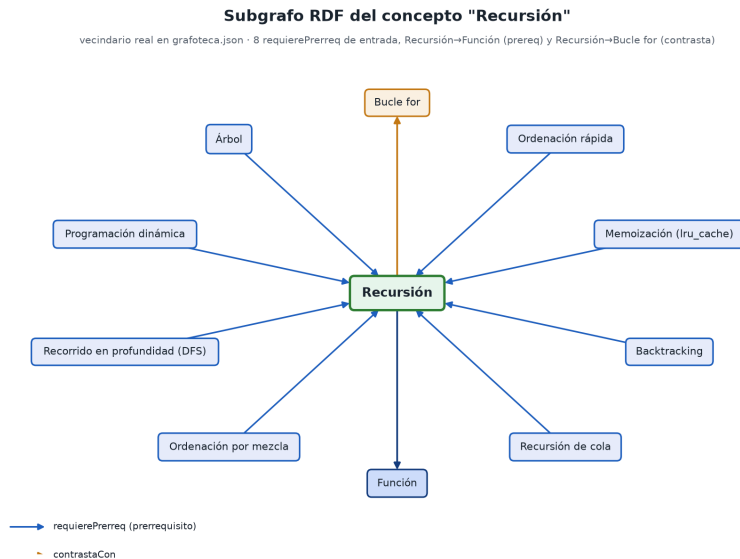 Subgrafo RDF del concepto "Recursión"
vecindario real en grafoteca.json · 8 requierePrerreq de entrada, Recursión→Función (prereq) y Recursión→Bucle for (contrasta)
Bucle for
Árbol
Ordenación rápida
Programación dinámica
Memoización (lru_cache)
Recursión
Recorrido en profundidad (DFS)
Backtracking
Ordenación por mezcla
Recursión de cola
Función
requierePrerreq (prerrequisito)
contrastaCon